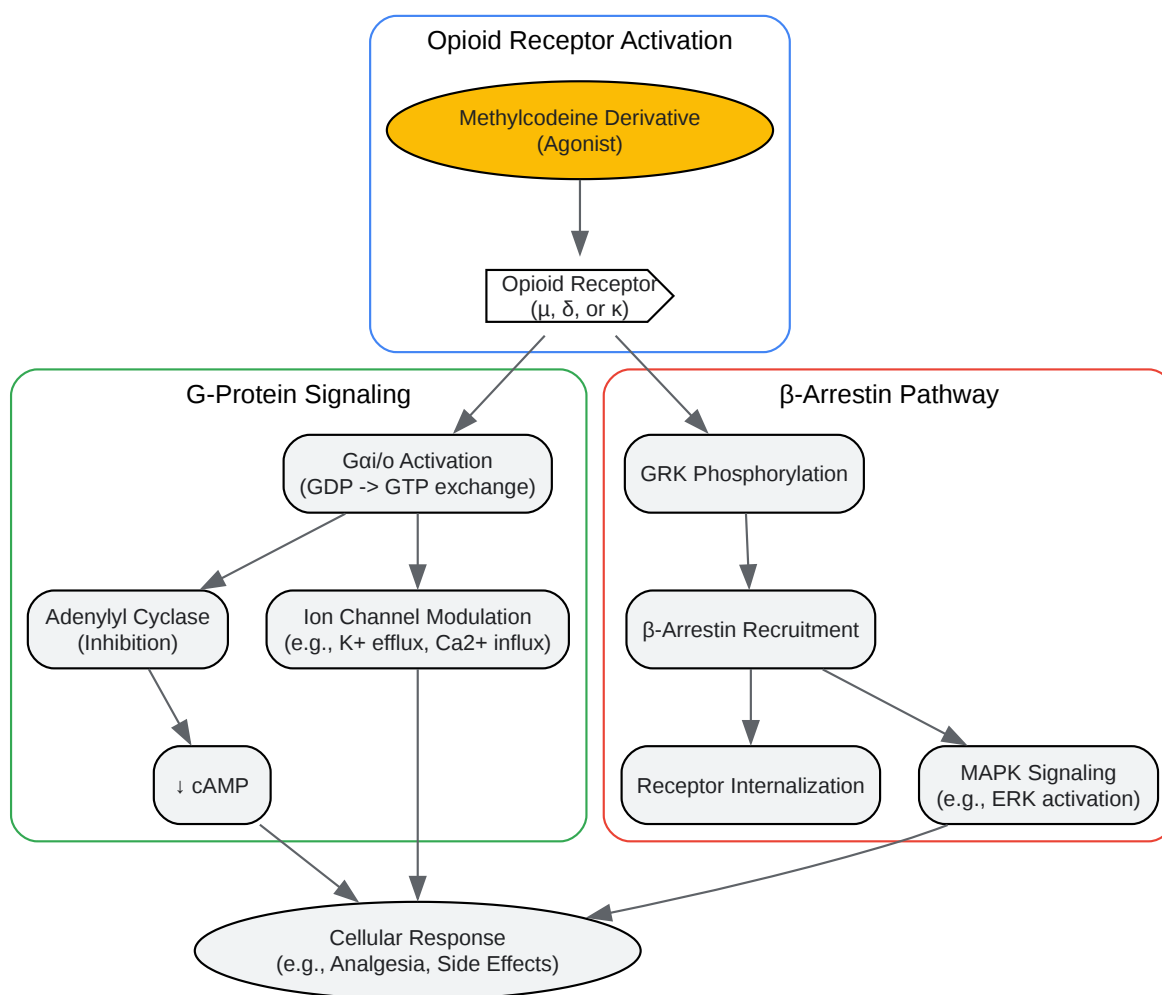 Opioid Receptor Activation
Methylcodeine Derivative
(Agonist)
Opioid Receptor
(μ, δ, or κ)
G-Protein Signaling
β-Arrestin Pathway
Gαi/o Activation
(GDP -> GTP exchange)
GRK Phosphorylation
Adenylyl Cyclase
(Inhibition)
Ion Channel Modulation
(e.g., K+ efflux, Ca2+ influx)
β-Arrestin Recruitment
↓ cAMP
Receptor Internalization
MAPK Signaling
(e.g., ERK activation)
Cellular Response
(e.g., Analgesia, Side Effects)